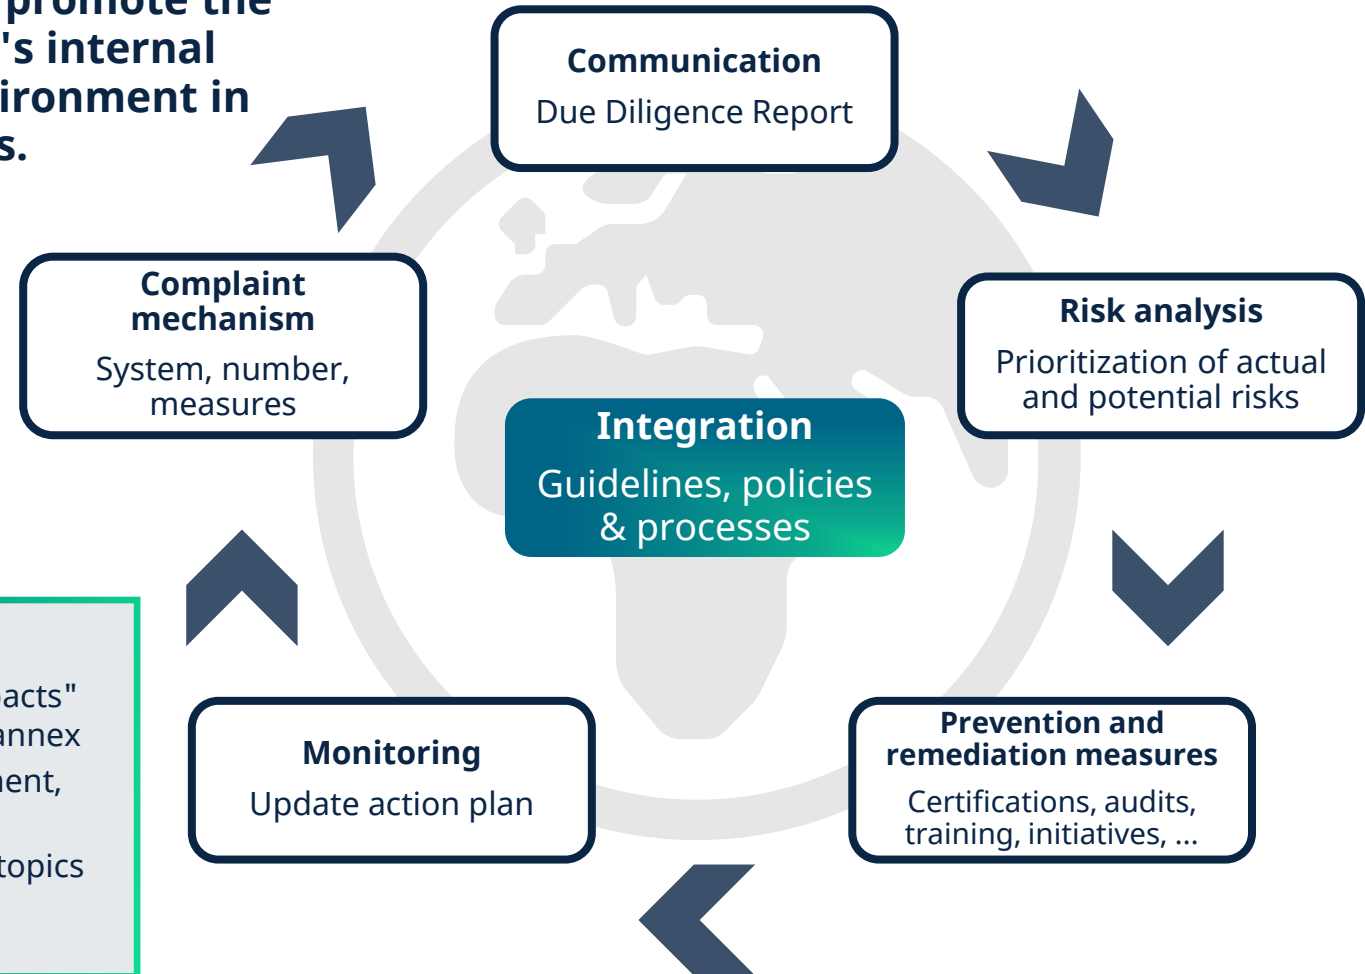 promote the
's internal
ironment in
s.
Communication
Due Diligence Report
Complaint
mechanism
System, number,
measures
Risk analysis
Prioritization of actual
and potential risks
Integration
Guidelines, policies
& processes
acts"
annex
ent,
topics
Monitoring
Update action plan
Prevention and
remediation measures
Certifications, audits,
training, initiatives, ...